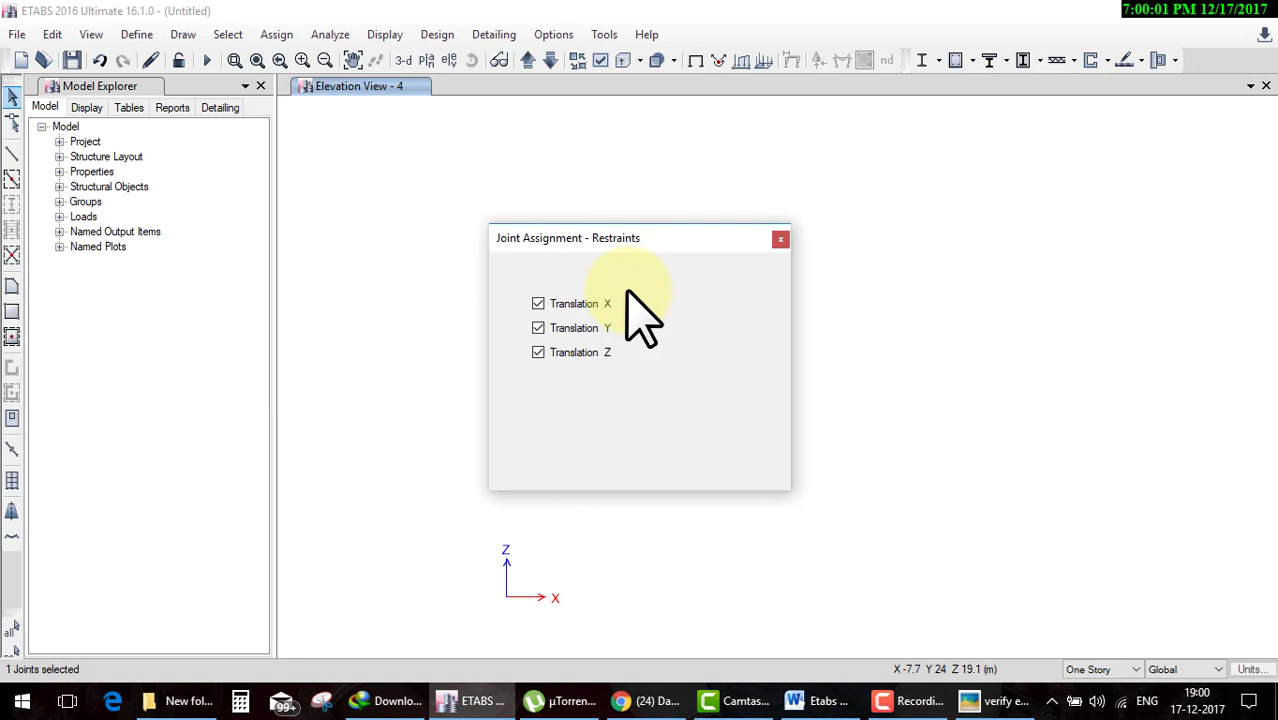 ETABS 2016 Ultimate 16.1.0 - (Untitled)
7:00:01 PM 12/17/2017
File Edit View Define Draw Select Assign Analyze Display Design Detailing Options Tools Help
3-d nd
Model Explorer
Elevation View - 4
Model Display Tables Reports Detailing
Model
Project
Structure Layout
Properties
Structural Objects
Groups
Loads
Named Output Items
Named Plots
Joint Assignment - Restraints
x
Translation X
Translation Y
Translation Z
Z
X
all
1 Joints selected
X -7.7 Y 24 Z 19.1 (m)
One Story
Global
Units...
New fol...
99+
Downlo...
ETABS ...
µTorren...
(24) Da...
Camtas...
Etabs ...
Recordi...
verify e...
ENG
19:00
17-12-2017